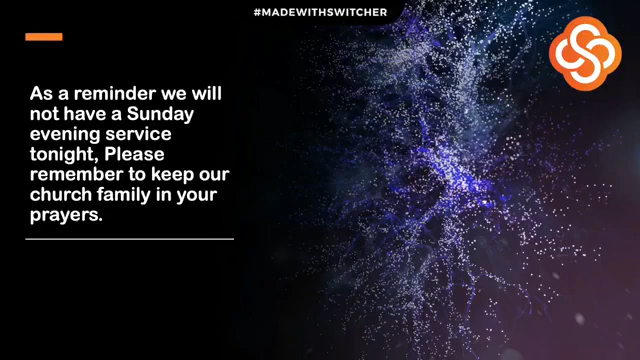 #MADEWITHSWITCHER
As a reminder we will
not have a Sunday
evening service
tonight, Please
remember to keep our
church family in your
prayers.